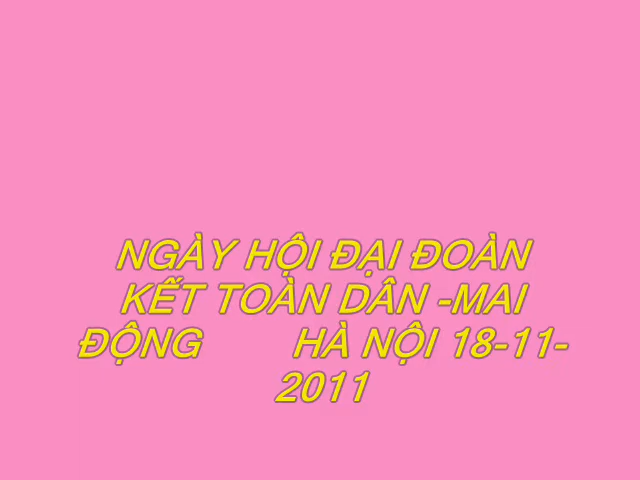 NGÀY HỘI ĐẠI ĐOÀN
KẾT TOÀN DÂN -MAI
ĐỘNG HÀ NỘI 18-11-
2011